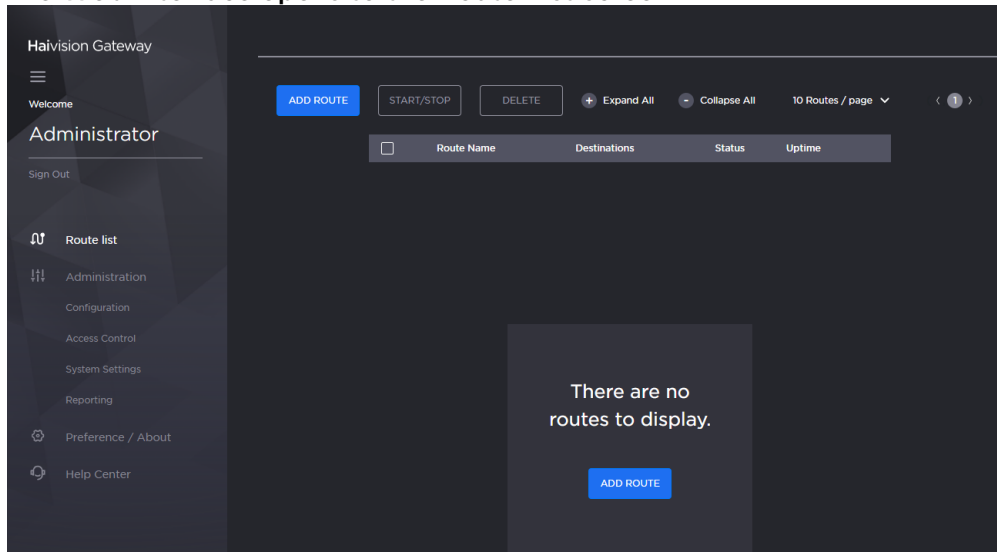 Haivision Gateway
Welcome
Administrator
Sign Out
Route list
Administration
Configuration
Access Control
System Settings
Reporting
Preference / About
Help Center
ADD ROUTE START/STOP DELETE + Expand All - Collapse All 10 Routes / page < 1 >
Route Name Destinations Status Uptime
There are no
routes to display.
ADD ROUTE